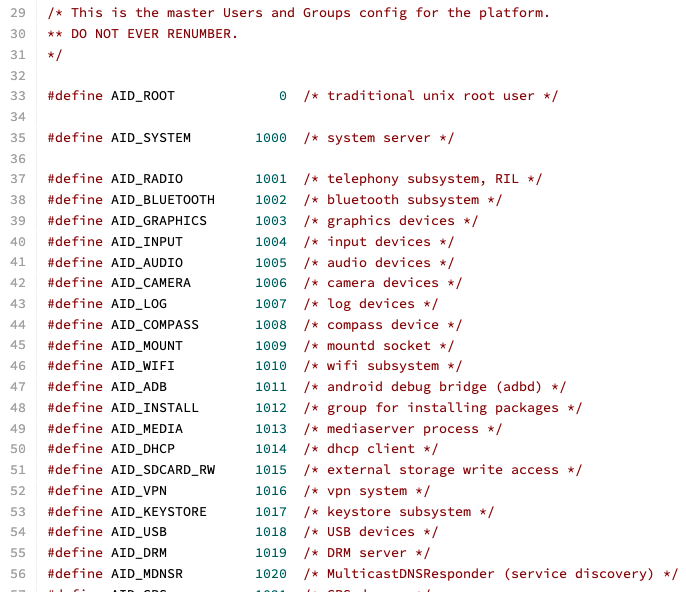 29 /* This is the master Users and Groups config for the platform.
30 ** DO NOT EVER RENUMBER.
31 */
32
33 #define AID_ROOT 0 /* traditional unix root user */
34
35 #define AID_SYSTEM 1000 /* system server */
36
37 #define AID_RADIO 1001 /* telephony subsystem, RIL */
38 #define AID_BLUETOOTH 1002 /* bluetooth subsystem */
39 #define AID_GRAPHICS 1003 /* graphics devices */
40 #define AID_INPUT 1004 /* input devices */
41 #define AID_AUDIO 1005 /* audio devices */
42 #define AID_CAMERA 1006 /* camera devices */
43 #define AID_LOG 1007 /* log devices */
44 #define AID_COMPASS 1008 /* compass device */
45 #define AID_MOUNT 1009 /* mountd socket */
46 #define AID_WIFI 1010 /* wifi subsystem */
47 #define AID_ADB 1011 /* android debug bridge (adbd) */
48 #define AID_INSTALL 1012 /* group for installing packages */
49 #define AID_MEDIA 1013 /* mediaserver process */
50 #define AID_DHCP 1014 /* dhcp client */
51 #define AID_SDCARD_RW 1015 /* external storage write access */
52 #define AID_VPN 1016 /* vpn system */
53 #define AID_KEYSTORE 1017 /* keystore subsystem */
54 #define AID_USB 1018 /* USB devices */
55 #define AID_DRM 1019 /* DRM server */
56 #define AID_MDNSR 1020 /* MulticastDNSResponder (service discovery) */